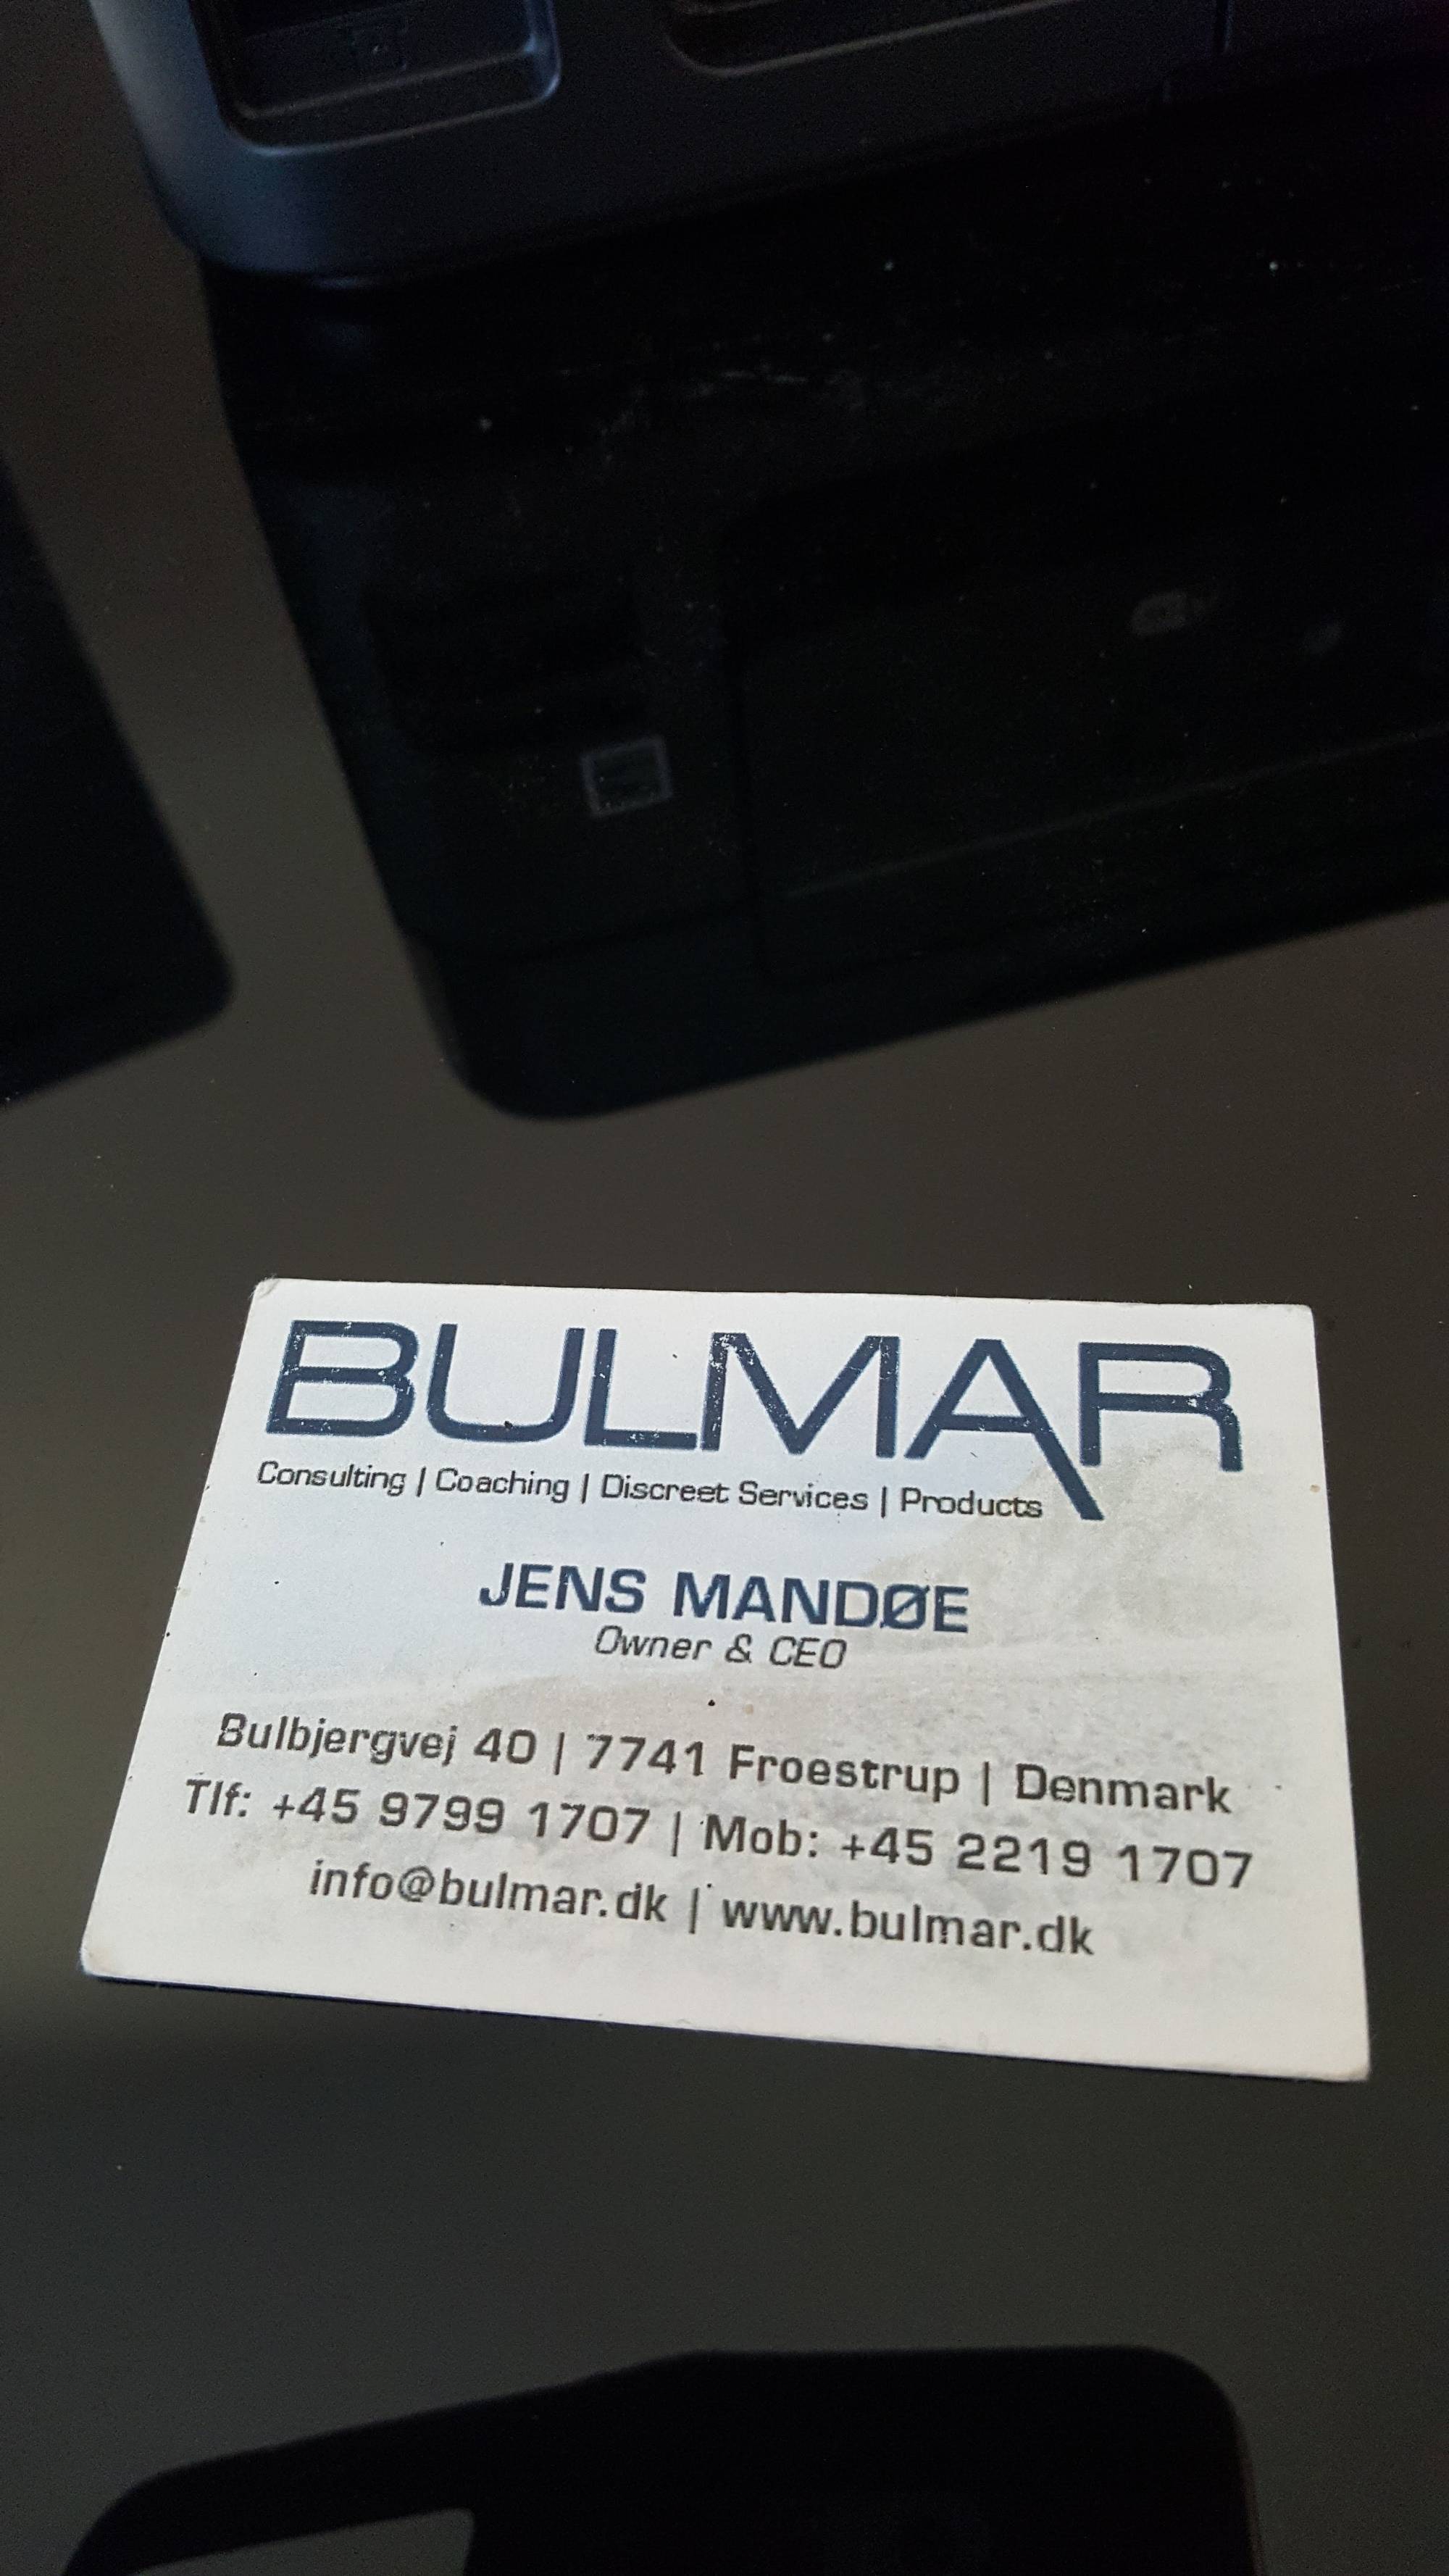 BULMAR
Consulting | Coaching | Discreet Services | Products
JENS MANDØE
Owner & CEO
Bulbjergvej 40 | 7741 Froestrup | Denmark
Tlf: +45 9799 1707 | Mob: +45 2219 1707
info@bulmar.dk | www.bulmar.dk